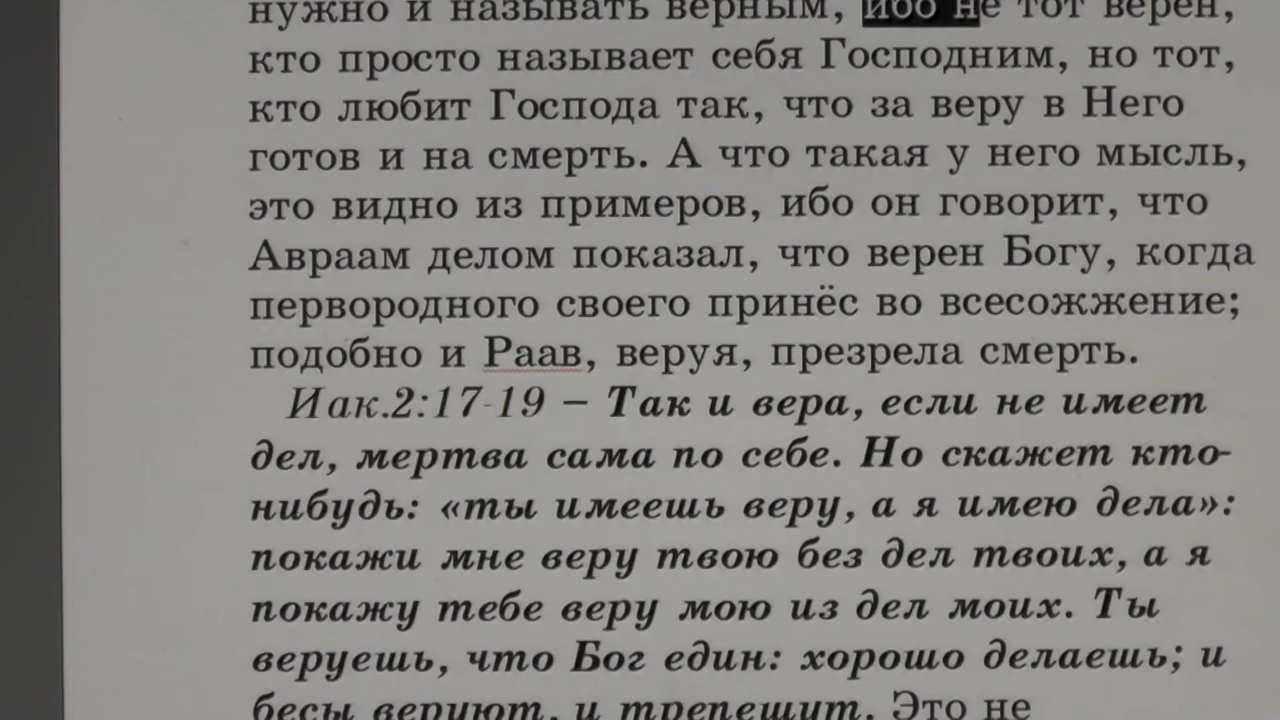 нужно и называть верным, ибо не тот верен,
кто просто называет себя Господним, но тот,
кто любит Господа так, что за веру в Него
готов и на смерть. А что такая у него мысль,
это видно из примеров, ибо он говорит, что
Авраам делом показал, что верен Богу, когда
первородного своего принёс во всесожжение;
подобно и Раав, веруя, презрела смерть.
Иак.2:17-19 – Так и вера, если не имеет
дел, мертва сама по себе. Но скажет кто-
нибудь: «ты имеешь веру, а я имею дела»:
покажи мне веру твою без дел твоих, а я
покажу тебе веру мою из дел моих. Ты
веруешь, что Бог един: хорошо делаешь; и
бесы веруют, и трепещут. Это не